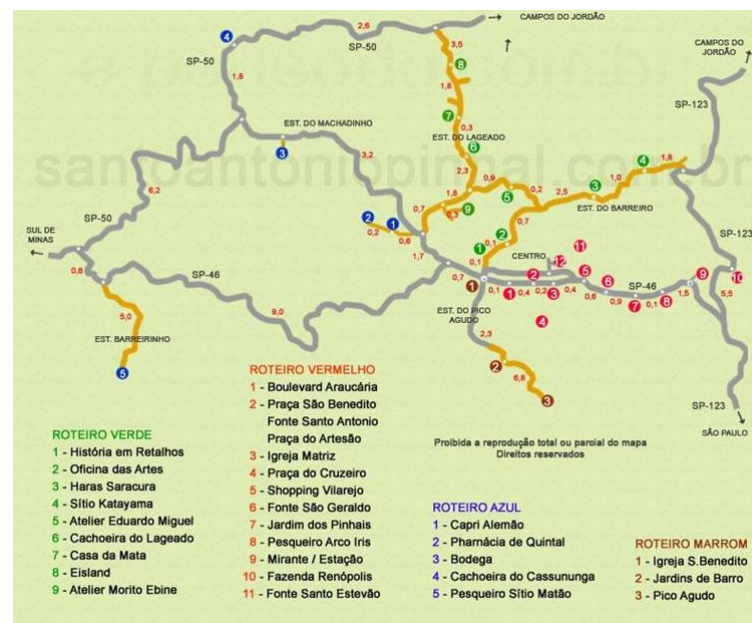 CAMPOS DO JORDÃO
CAMPOS DO
JORDÃO
SP-50
SP-50
SP-123
EST. DO MACHADINHO
EST. DO LAGEADO
santoantoniopinhal.com.br
EST. DO BARREIRO
SP-50
SUL DE
MINAS
SP-123
CENTRO
SP-46
SP-46
EST. DO PICO
AGUDO
EST. BARREIRINHO
SP-123
SÃO PAULO
2,6
3,5
1,8
1,8
0,3
3,2
2,3
0,9
1,0
1,8
6,2
1,6
0,2
2,5
0,7
0,3
0,7
0,2
0,6
0,1
1,7
0,1
0,7
0,8
0,1
0,4
0,2
0,4
0,6
0,9
0,1
1,5
5,5
5,0
9,0
2,3
6,8
Proibida a reprodução total ou parcial do mapa
Direitos reservados
ROTEIRO VERDE
1 - História em Retalhos
2 - Oficina das Artes
3 - Haras Saracura
4 - Sítio Katayama
5 - Atelier Eduardo Miguel
6 - Cachoeira do Lageado
7 - Casa da Mata
8 - Eisland
9 - Atelier Morito Ebine
ROTEIRO VERMELHO
1 - Boulevard Araucária
2 - Praça São Benedito
Fonte Santo Antonio
Praça do Artesão
3 - Igreja Matriz
4 - Praça do Cruzeiro
5 - Shopping Vilarejo
6 - Fonte São Geraldo
7 - Jardim dos Pinhais
8 - Pesqueiro Arco Iris
9 - Mirante / Estação
10 - Fazenda Renópolis
11 - Fonte Santo Estevão
ROTEIRO AZUL
1 - Capri Alemão
2 - Pharnácia de Quintal
3 - Bodega
4 - Cachoeira do Cassununga
5 - Pesqueiro Sítio Matão
ROTEIRO MARROM
1 - Igreja S.Benedito
2 - Jardins de Barro
3 - Pico Agudo